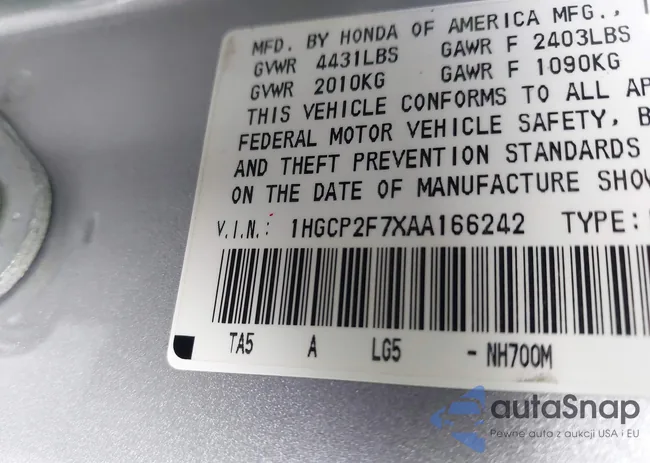 MFD. BY HONDA OF AMERICA MFG.,
GVWR 4431LBS GAWR F 2403LBS
GVWR 2010KG GAWR F 1090KG
THIS VEHICLE CONFORMS TO ALL AP
FEDERAL MOTOR VEHICLE SAFETY, B
AND THEFT PREVENTION STANDARDS
ON THE DATE OF MANUFACTURE SHO
V.I.N.: 1HGCP2F7XAA166242 TYPE:
TA5 A LG5 -NH700M
autaSnap
Pewne auto z aukcji USA i EU